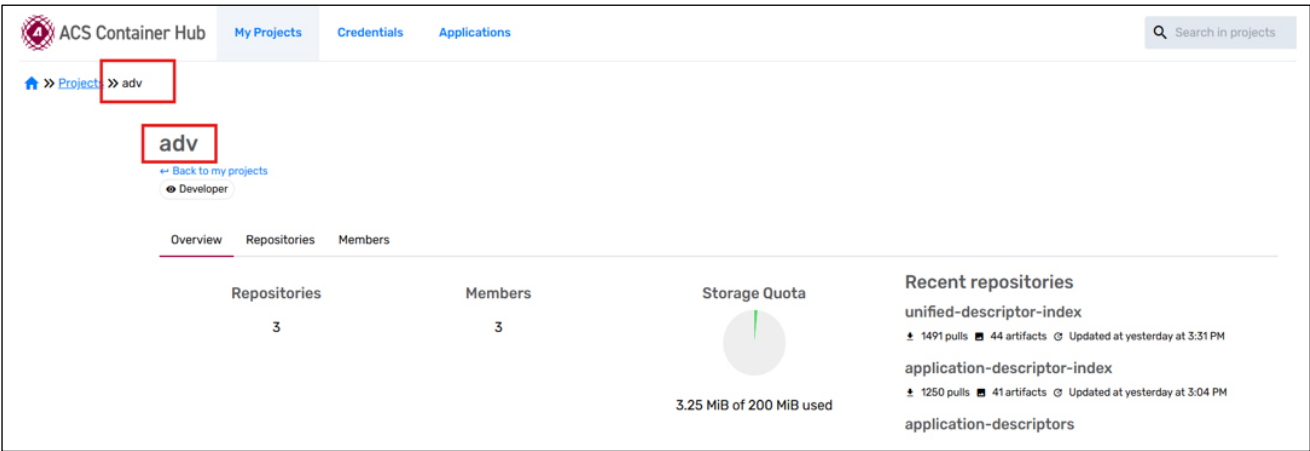 ACS Container Hub My Projects Credentials Applications Search in projects
» Projects » adv
adv
↩ Back to my projects
Developer
Overview Repositories Members
Repositories Members Storage Quota
3 3
3.25 MiB of 200 MiB used
Recent repositories
unified-descriptor-index
1491 pulls 44 artifacts Updated at yesterday at 3:31 PM
application-descriptor-index
1250 pulls 41 artifacts Updated at yesterday at 3:04 PM
application-descriptors